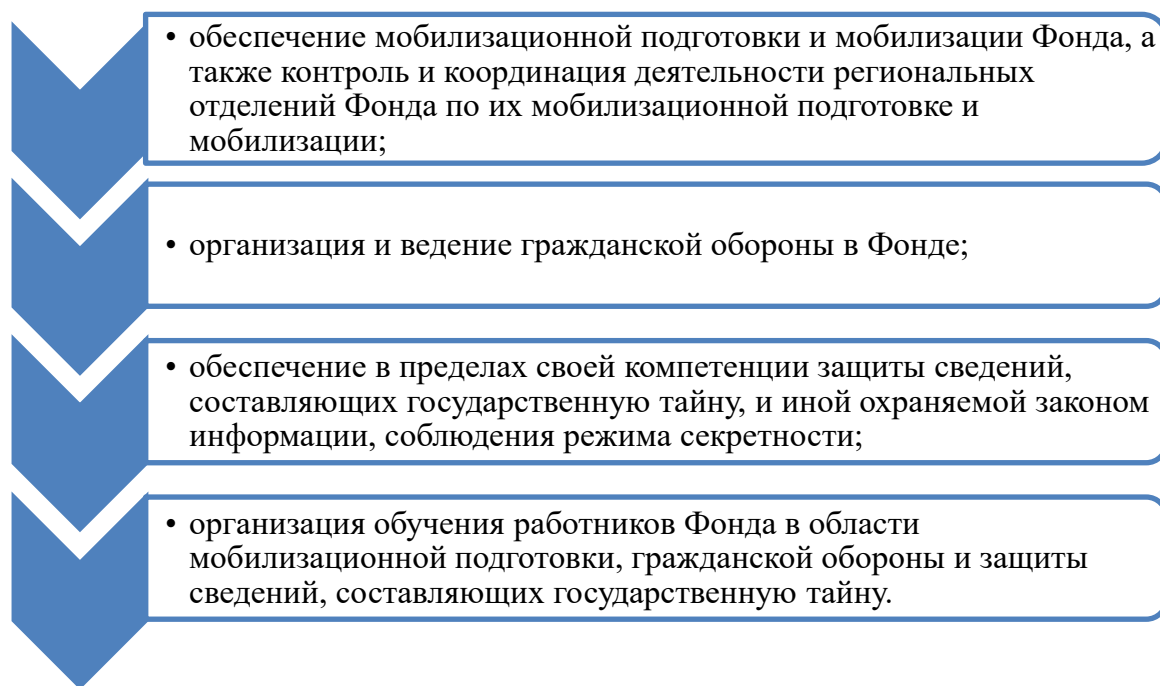 • обеспечение мобилизационной подготовки и мобилизации Фонда, а
также контроль и координация деятельности региональных
отделений Фонда по их мобилизационной подготовке и
мобилизации;
• организация и ведение гражданской обороны в Фонде;
• обеспечение в пределах своей компетенции защиты сведений,
составляющих государственную тайну, и иной охраняемой законом
информации, соблюдения режима секретности;
• организация обучения работников Фонда в области
мобилизационной подготовки, гражданской обороны и защиты
сведений, составляющих государственную тайну.